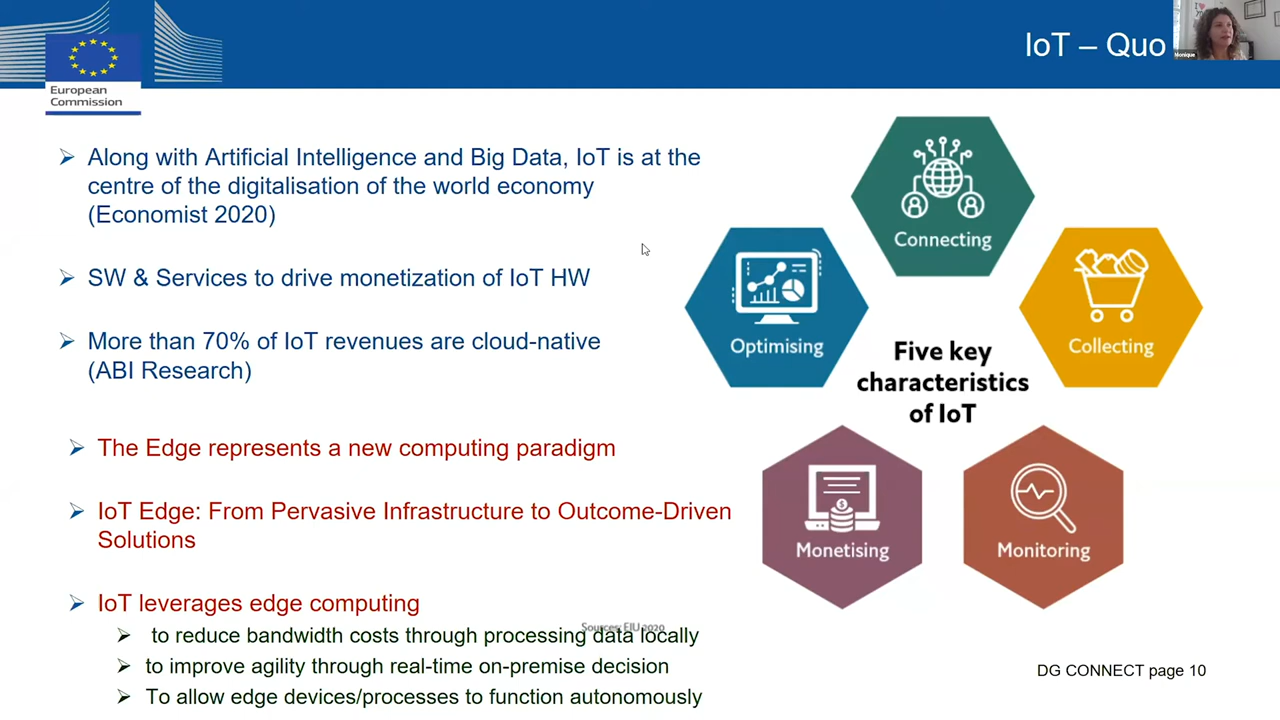 European
Commission
IoT – Quo
Monique
Along with Artificial Intelligence and Big Data, IoT is at the
centre of the digitalisation of the world economy
(Economist 2020)
SW & Services to drive monetization of IoT HW
More than 70% of IoT revenues are cloud-native
(ABI Research)
The Edge represents a new computing paradigm
IoT Edge: From Pervasive Infrastructure to Outcome-Driven
Solutions
IoT leverages edge computing
to reduce bandwidth costs through processing data locally
to improve agility through real-time on-premise decision
To allow edge devices/processes to function autonomously
Sources: EIU 2020
Connecting
Optimising
Collecting
Five key
characteristics
of IoT
Monetising
Monitoring
DG CONNECT page 10